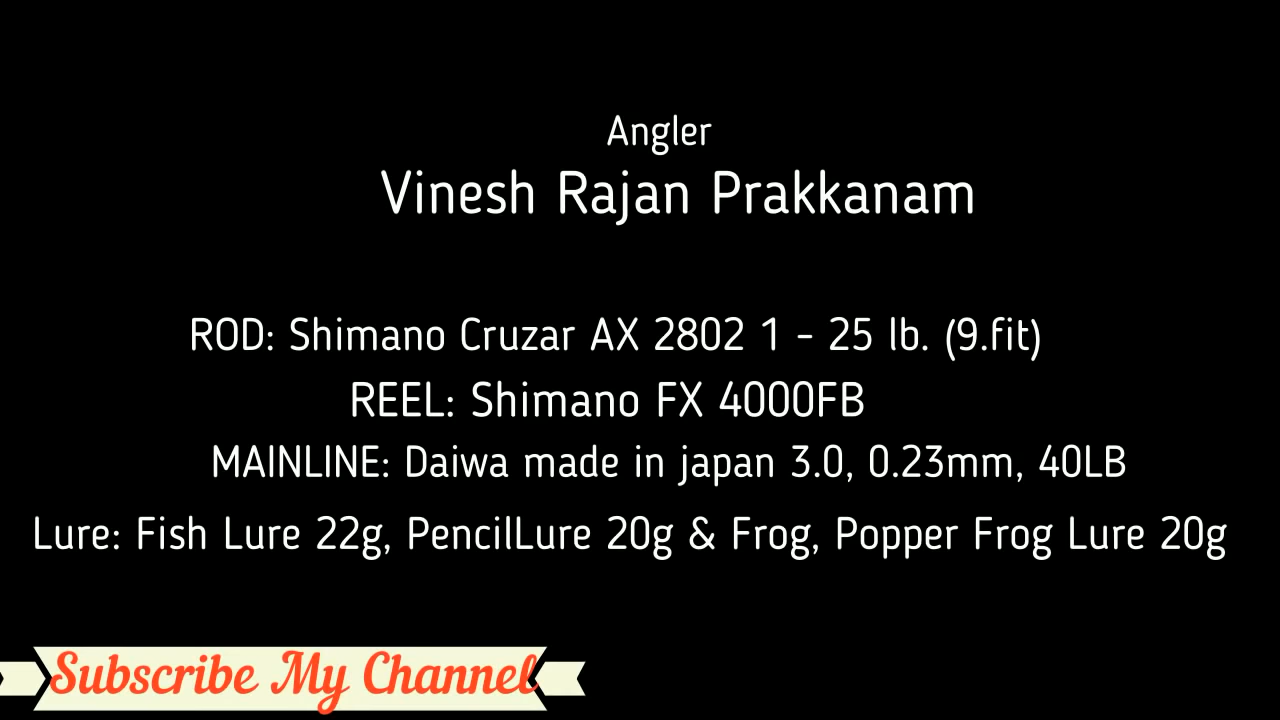 Angler
Vinesh Rajan Prakkanam
ROD: Shimano Cruzar AX 2802 1 - 25 lb. (9.fit)
REEL: Shimano FX 4000FB
MAINLINE: Daiwa made in japan 3.0, 0.23mm, 40LB
Lure: Fish Lure 22g, PencilLure 20g & Frog, Popper Frog Lure 20g
Subscribe My Channel